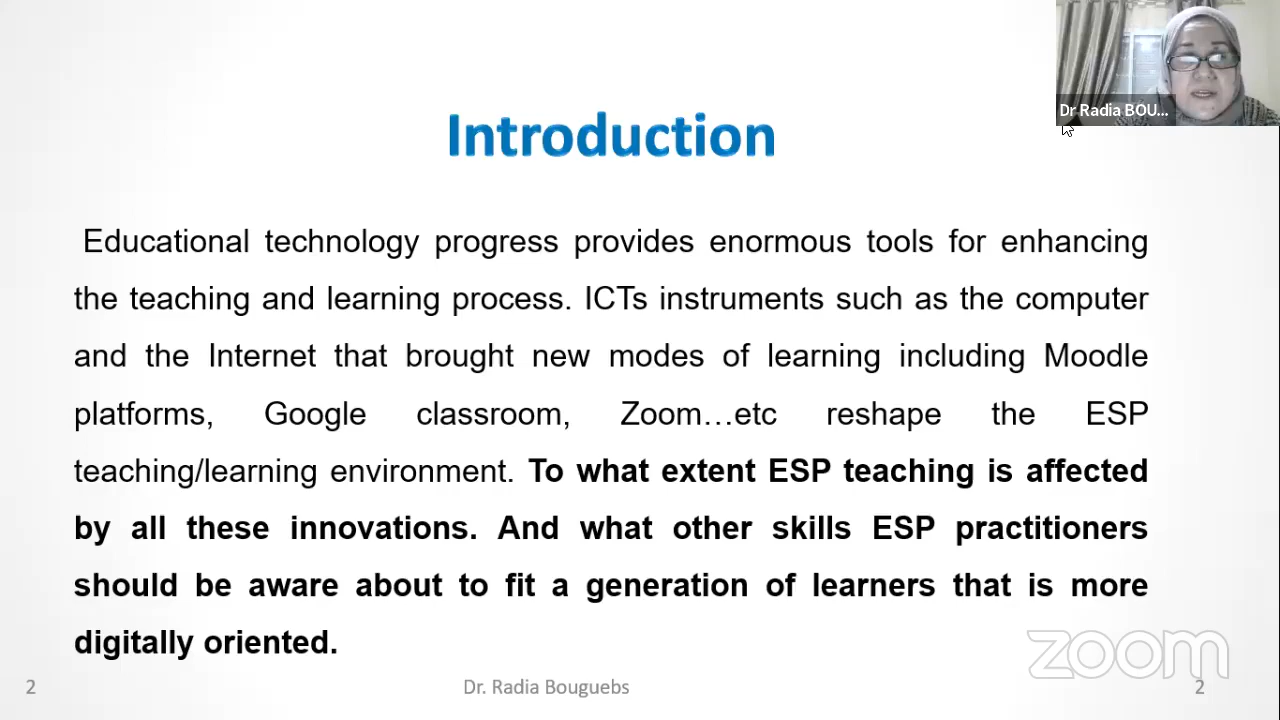 Dr Radia BOU...
Introduction
Educational technology progress provides enormous tools for enhancing
the teaching and learning process. ICTs instruments such as the computer
and the Internet that brought new modes of learning including Moodle
platforms, Google classroom, Zoom…etc reshape the ESP
teaching/learning environment. To what extent ESP teaching is affected
by all these innovations. And what other skills ESP practitioners
should be aware about to fit a generation of learners that is more
digitally oriented.
zoom
2 Dr. Radia Bouguebs 2